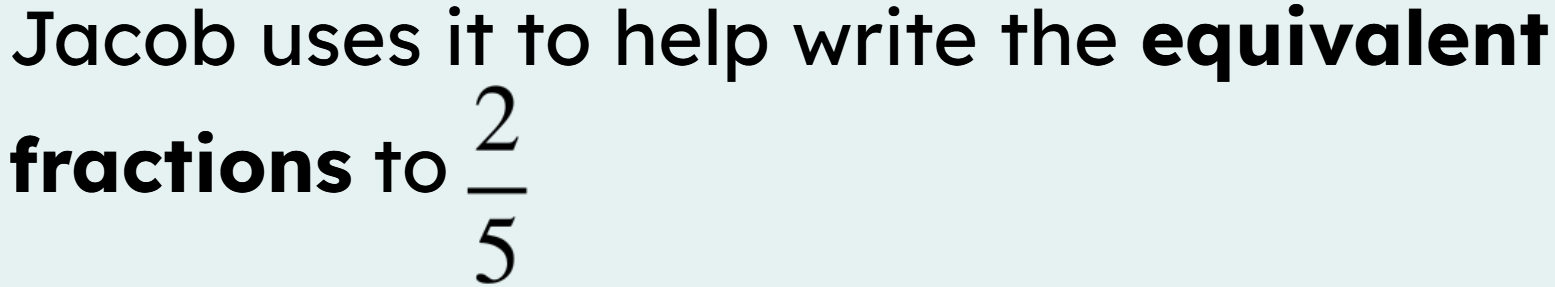 Jacob uses it to help write the equivalent
fractions to 2/5